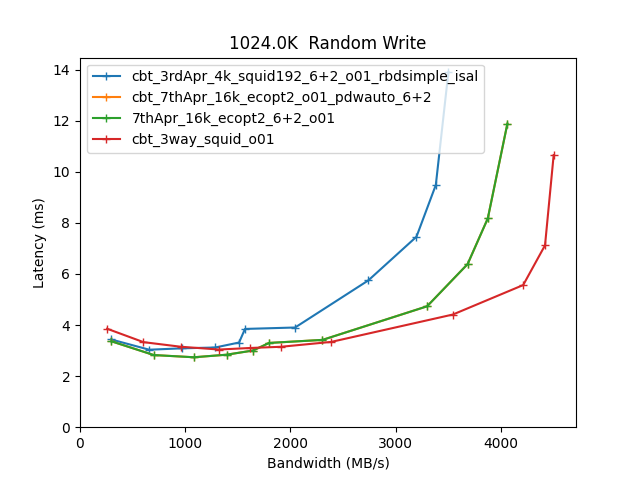 1024.0K  Random Write
cbt_3rdApr_4k_squid192_6+2_o01_rbdsimple_isal
cbt_7thApr_16k_ecopt2_o01_pdwauto_6+2
7thApr_16k_ecopt2_6+2_o01
cbt_3way_squid_o01
14
12
10
8
6
4
2
0
Latency (ms)
0 1000 2000 3000 4000
Bandwidth (MB/s)